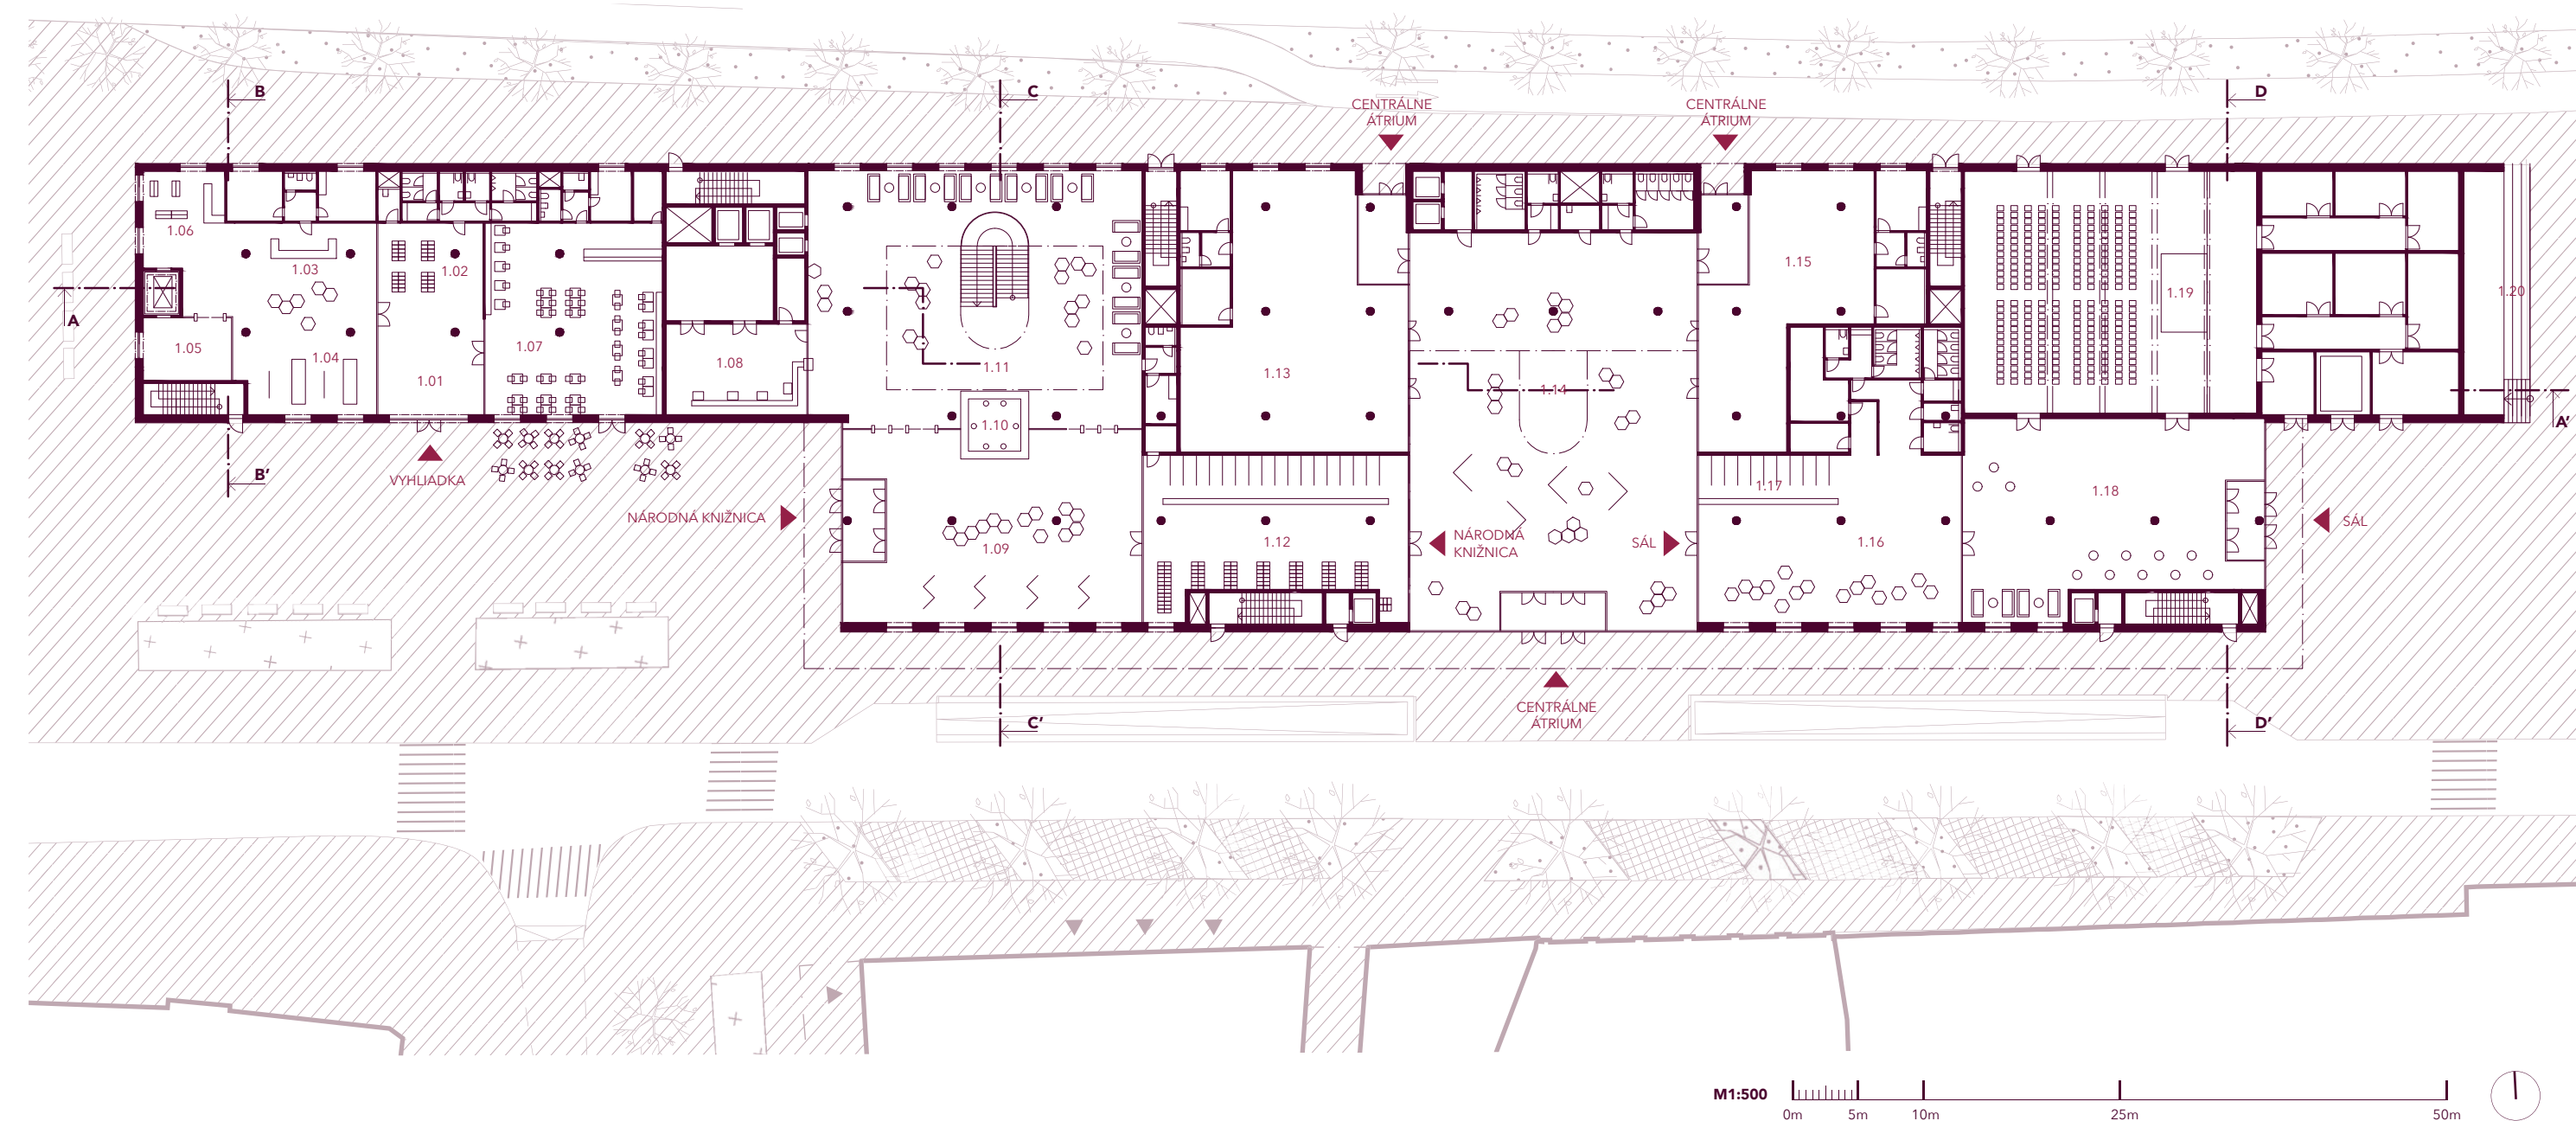 B
C
D
CENTRÁLNE
ÁTRIUM
CENTRÁLNE
ÁTRIUM
1.06
1.03
1.02
1.15
1.19
1.20
A
1.05
1.04
1.07
1.01
1.08
1.11
1.13
1.14
1.10
A’
B’
VYHLIADKA
1.17
1.18
NÁRODNÁ KNIŽNICA
1.09
1.12
NÁRODNÁ
KNIŽNICA
SÁL
1.16
SÁL
C’
CENTRÁLNE
ÁTRIUM
D’
M1:500
0m
5m
10m
25m
50m